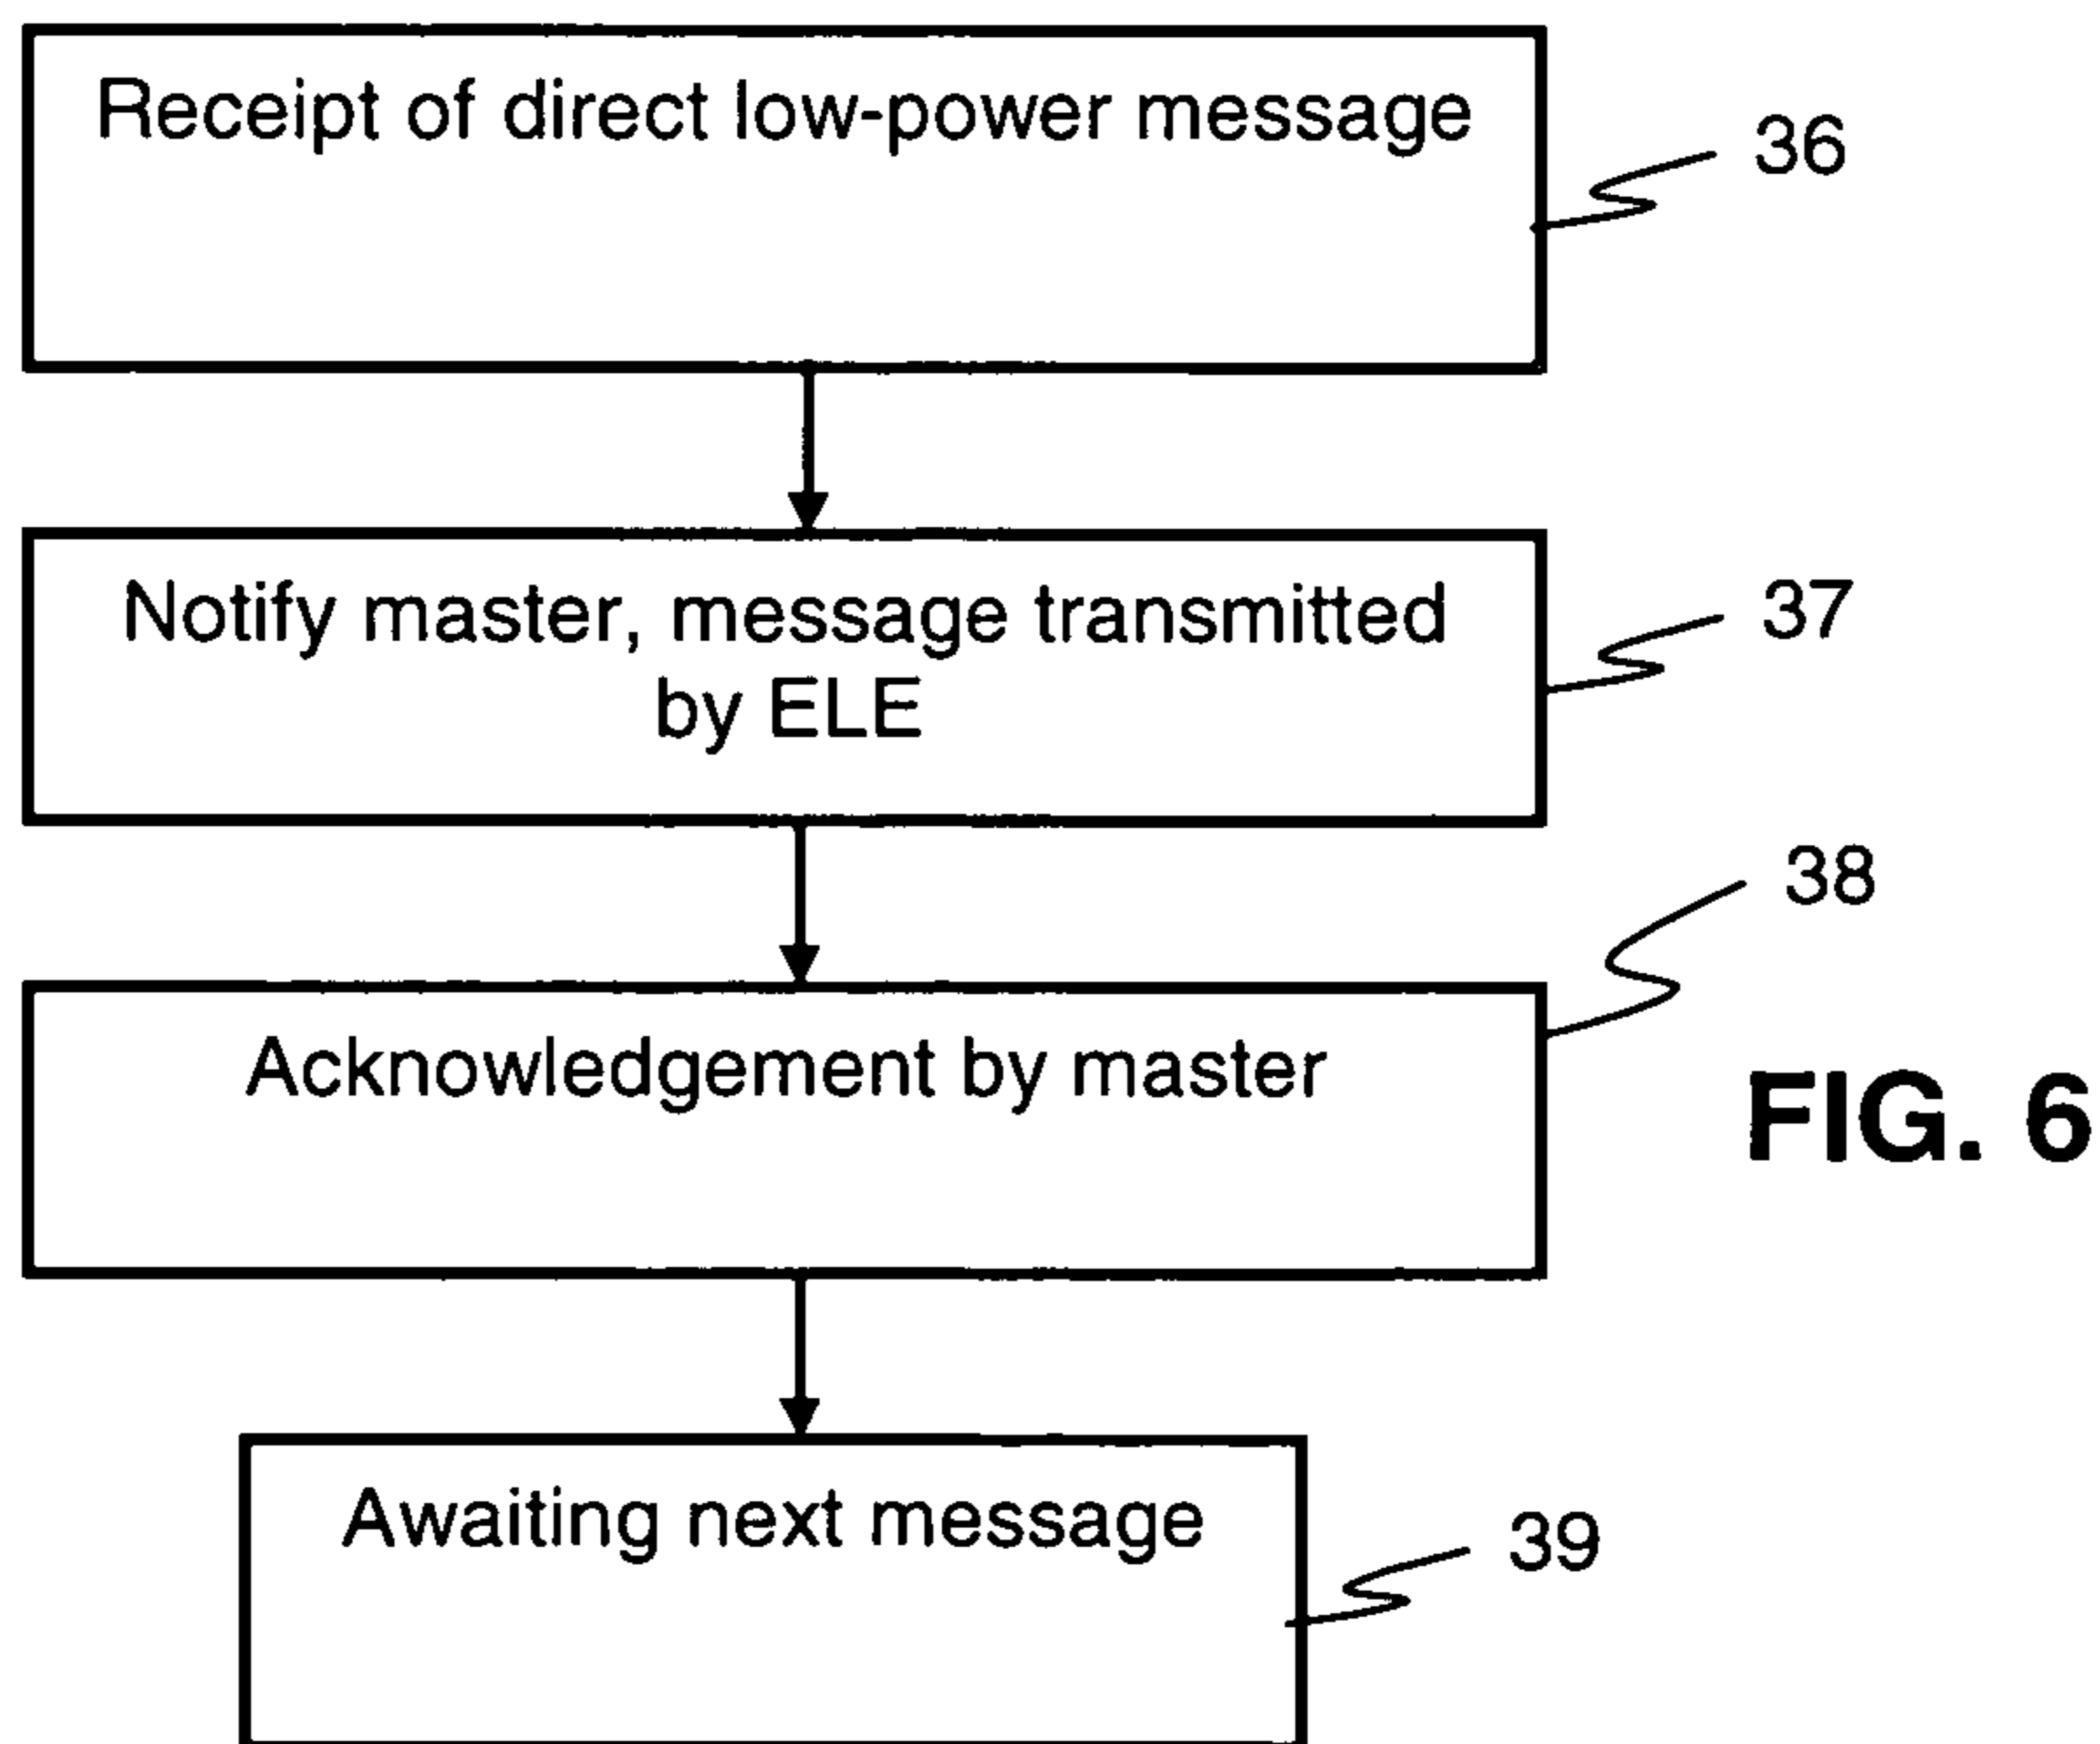 Receipt of direct low-power message
36
Notify master, message transmitted
by ELE
37
38
Acknowledgement by master
FIG. 6
Awaiting next message
39